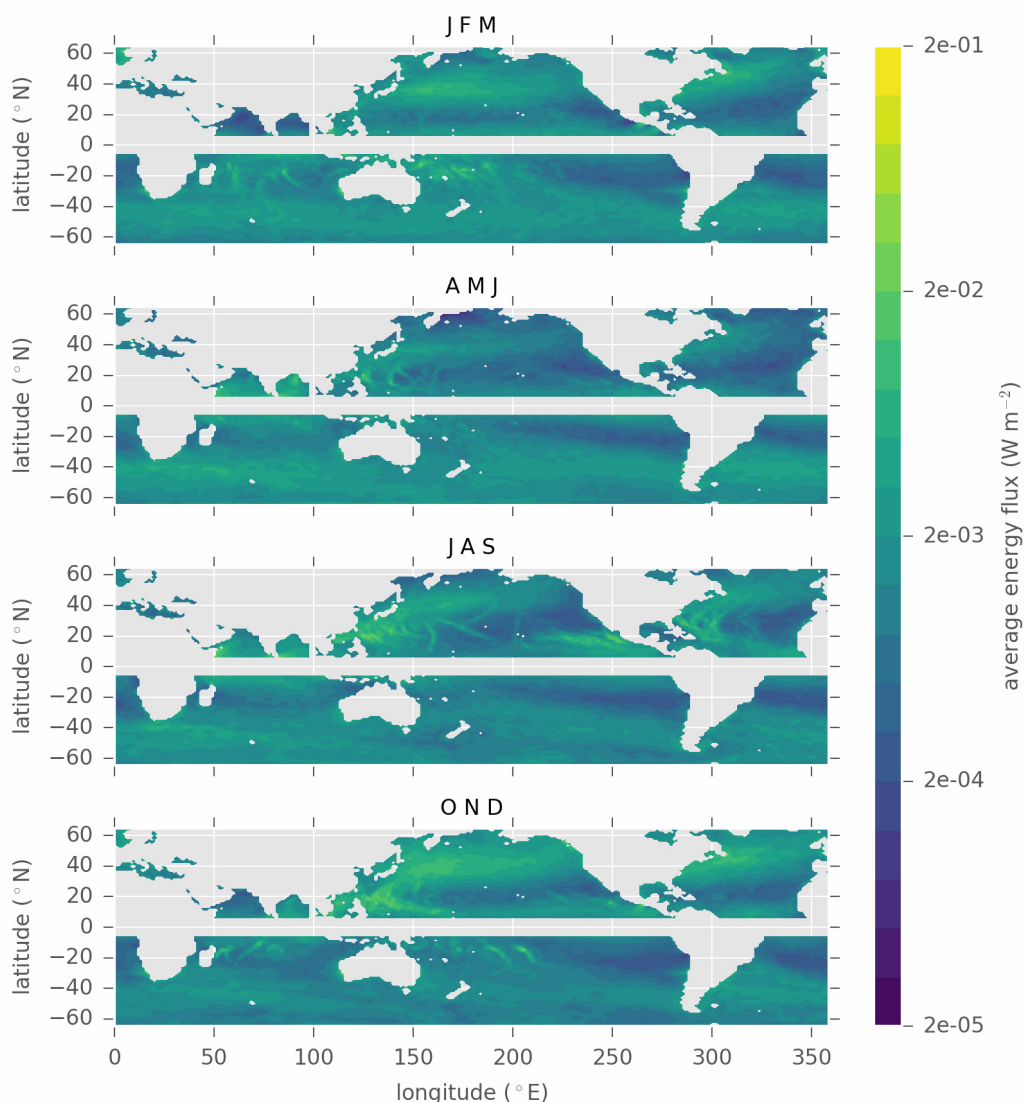 J F M
60
40
20
0
−20
−40
−60
latitude (°N)
A M J
60
40
20
0
−20
−40
−60
latitude (°N)
J A S
60
40
20
0
−20
−40
−60
latitude (°N)
O N D
60
40
20
0
−20
−40
−60
latitude (°N)
0 50 100 150 200 250 300 350
longitude (°E)
2e-01
2e-02
2e-03
2e-04
2e-05
average energy flux (W m⁻²)